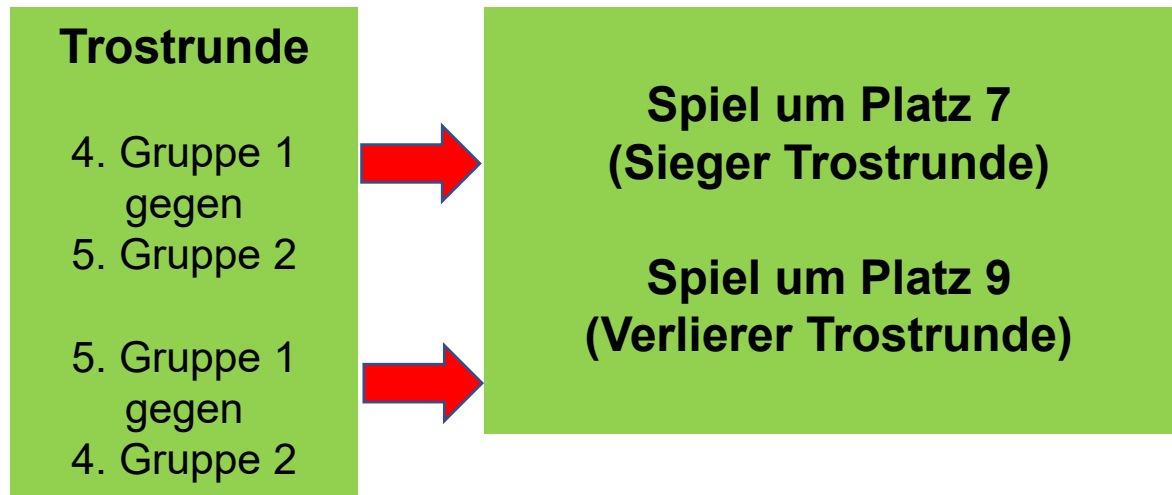 Trostrunde
4. Gruppe 1
gegen
5. Gruppe 2
5. Gruppe 1
gegen
4. Gruppe 2
Spiel um Platz 7
(Sieger Trostrunde)
Spiel um Platz 9
(Verlierer Trostrunde)